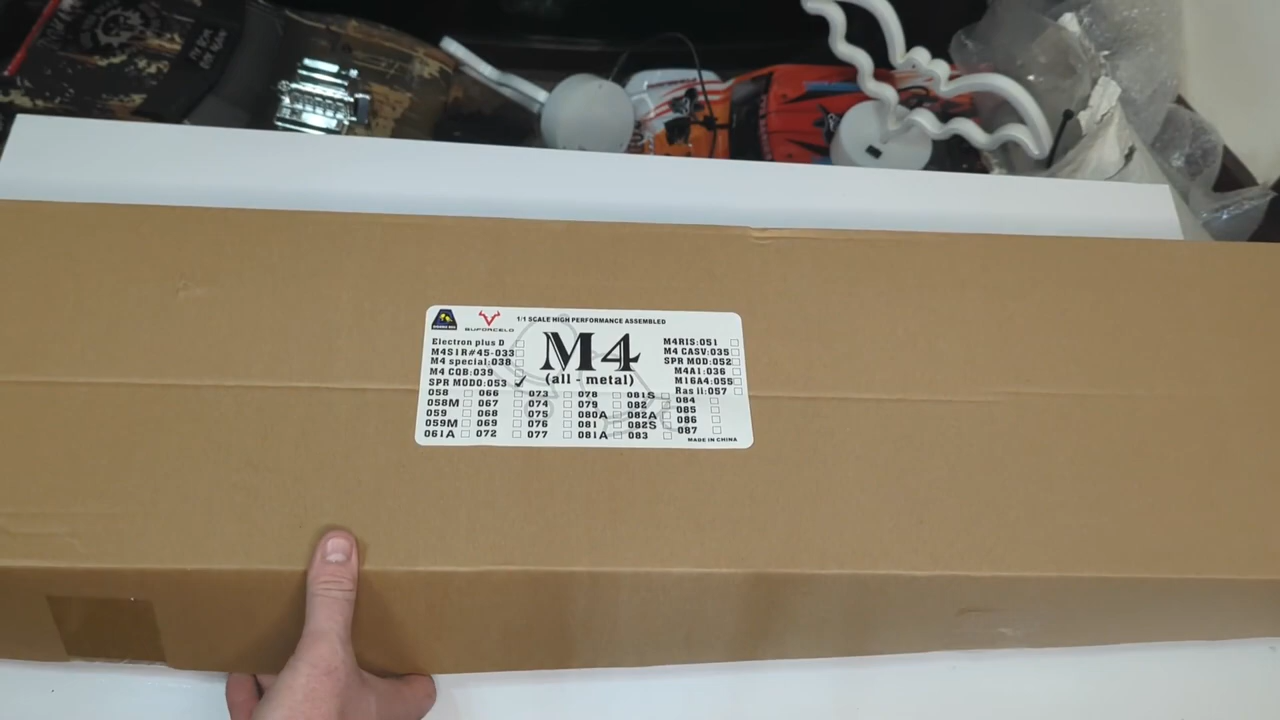 BUFORCELO
1/1 SCALE HIGH PERFORMANCE ASSEMBLED
M4
(all - metal)
Electron plus D
M4S1R#45-033
M4 special:038
M4 CQB:039
SPR MOD0:053 ✓
M4RIS:051
M4 CASV:035
SPR MOD:052
M4A1:036
M16A4:055
Ras ii:057
058 066 073 078 081S 084
058M 067 074 079 082 085
059 068 075 080A 082A 086
059M 069 076 081 082S 087
061A 072 077 081A 083
MADE IN CHINA